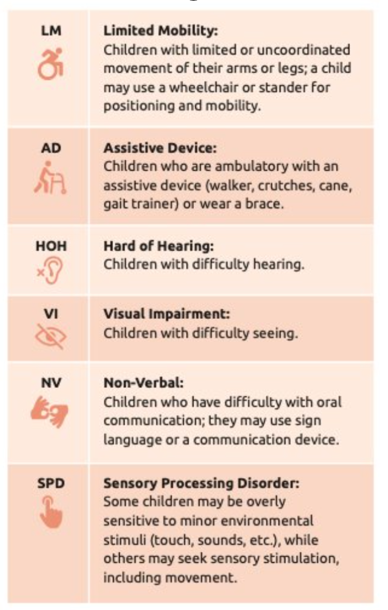 LM
Limited Mobility:
Children with limited or uncoordinated
movement of their arms or legs; a child
may use a wheelchair or stander for
positioning and mobility.
AD
Assistive Device:
Children who are ambulatory with an
assistive device (walker, crutches, cane,
gait trainer) or wear a brace.
HOH
Hard of Hearing:
Children with difficulty hearing.
VI
Visual Impairment:
Children with difficulty seeing.
NV
Non-Verbal:
Children who have difficulty with oral
communication; they may use sign
language or a communication device.
SPD
Sensory Processing Disorder:
Some children may be overly
sensitive to minor environmental
stimuli (touch, sounds, etc.), while
others may seek sensory stimulation,
including movement.